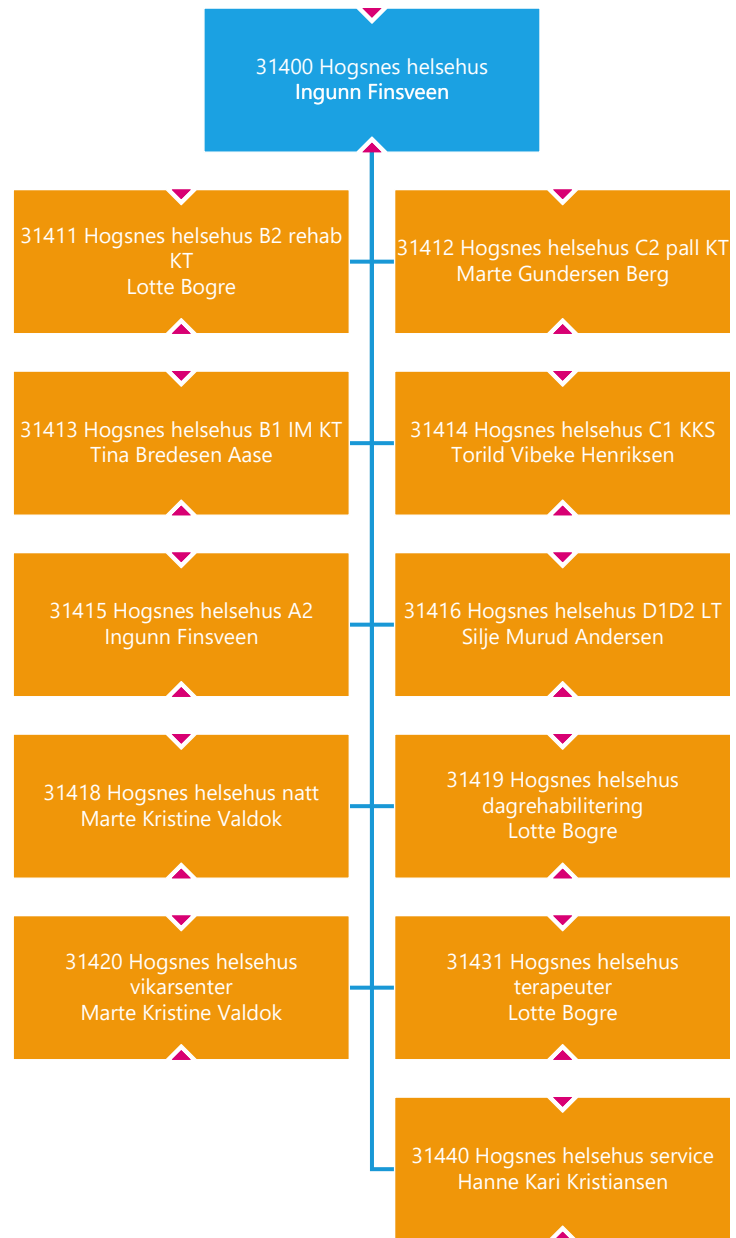 31400 Hogsnes helsehus
Ingunn Finsveen
31411 Hogsnes helsehus B2 rehab
KT
Lotte Bogre
31412 Hogsnes helsehus C2 pall KT
Marte Gundersen Berg
31413 Hogsnes helsehus B1 IM KT
Tina Bredesen Aase
31414 Hogsnes helsehus C1 KKS
Torild Vibeke Henriksen
31415 Hogsnes helsehus A2
Ingunn Finsveen
31416 Hogsnes helsehus D1D2 LT
Silje Murud Andersen
31418 Hogsnes helsehus natt
Marte Kristine Valdok
31419 Hogsnes helsehus
dagrehabilitering
Lotte Bogre
31420 Hogsnes helsehus
vikarsenter
Marte Kristine Valdok
31431 Hogsnes helsehus
terapeuter
Lotte Bogre
31440 Hogsnes helsehus service
Hanne Kari Kristiansen